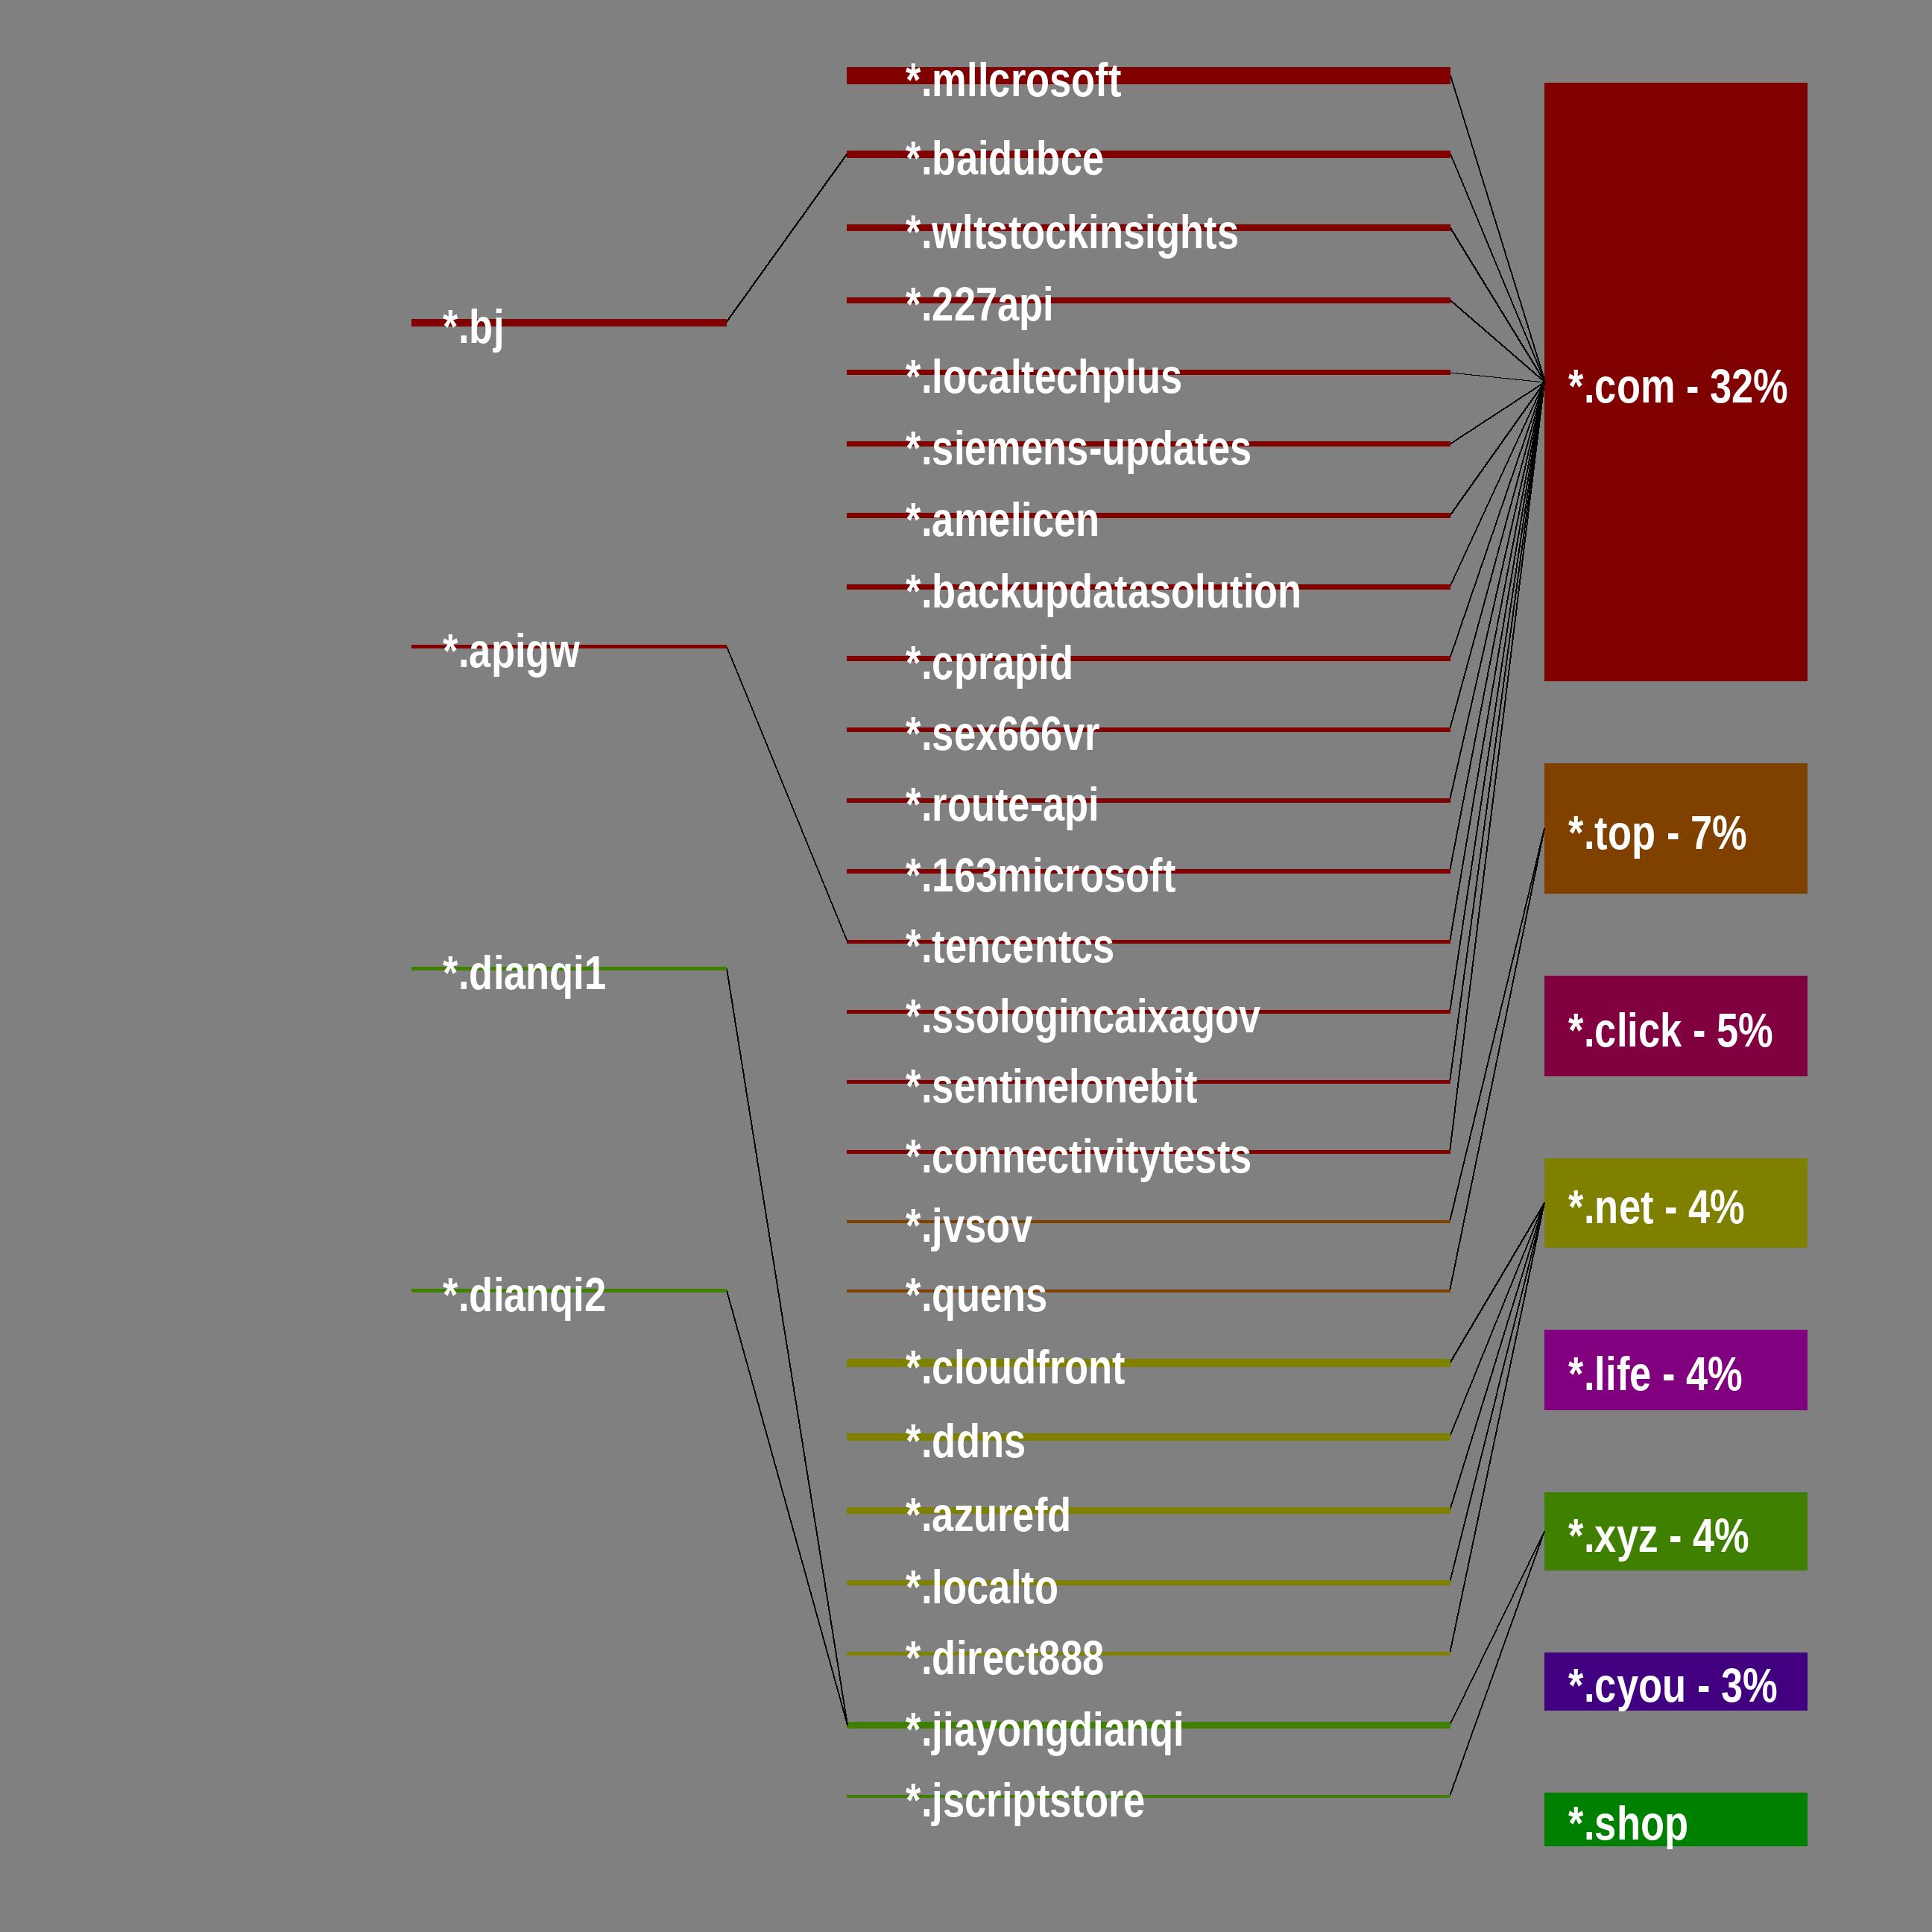 *.bj
*.apigw
*.dianqi1
*.dianqi2
*.mllcrosoft
*.baidubce
*.wltstockinsights
*.227api
*.localtechplus
*.siemens-updates
*.amelicen
*.backupdatasolution
*.cprapid
*.sex666vr
*.route-api
*.163microsoft
*.tencentcs
*.ssologincaixagov
*.sentinelonebit
*.connectivitytests
*.jvsov
*.quens
*.cloudfront
*.ddns
*.azurefd
*.localto
*.direct888
*.jiayongdianqi
*.jscriptstore
*.com - 32%
*.top - 7%
*.click - 5%
*.net - 4%
*.life - 4%
*.xyz - 4%
*.cyou - 3%
*.shop